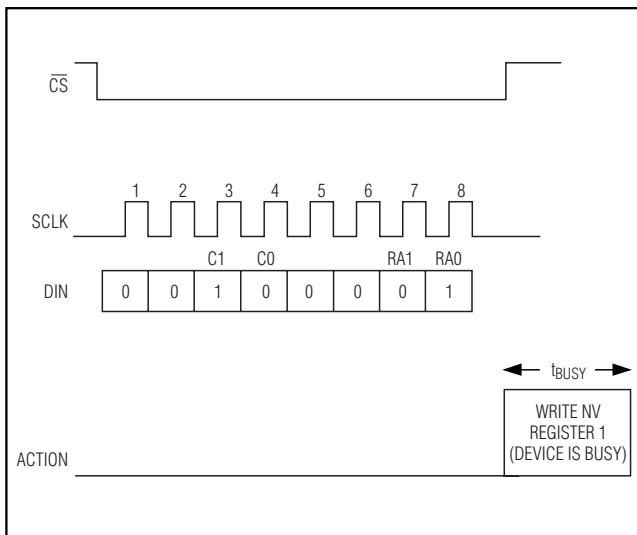 CS
1 2 3 4 5 6 7 8
SCLK
C1 C0 RA1 RA0
DIN 0 0 1 0 0 0 0 1
tBUSY
WRITE NV
REGISTER 1
(DEVICE IS BUSY)
ACTION